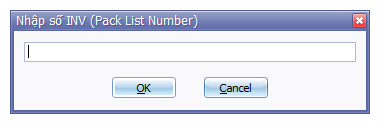 Nhập số INV (Pack List Number)
OK
Cancel